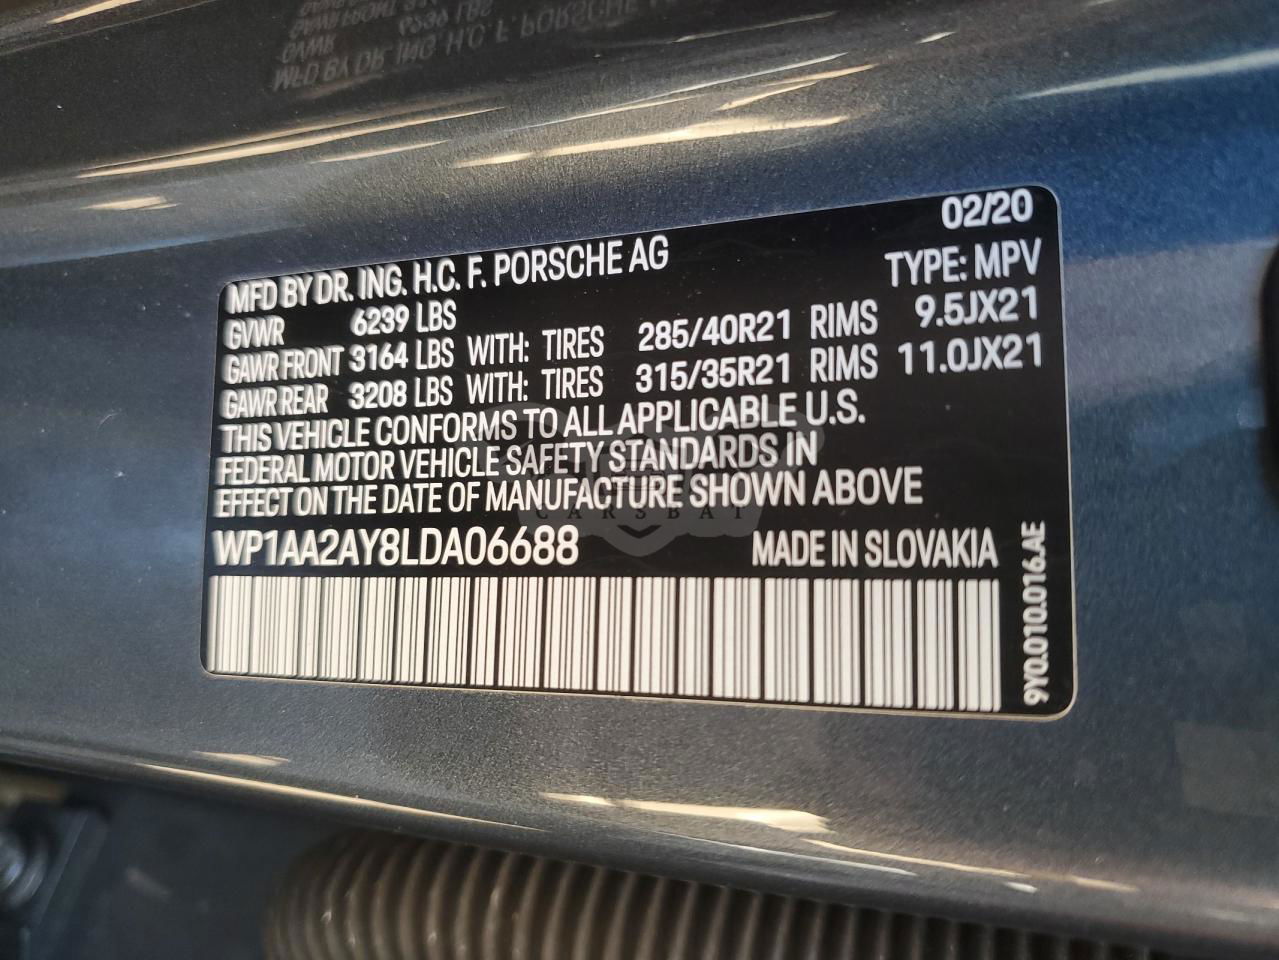 02/20
MFD BY DR. ING. H.C. F. PORSCHE AG TYPE: MPV
GVWR 6239 LBS
GAWR FRONT 3164 LBS WITH: TIRES 285/40R21 RIMS 9.5JX21
GAWR REAR 3208 LBS WITH: TIRES 315/35R21 RIMS 11.0JX21
THIS VEHICLE CONFORMS TO ALL APPLICABLE U.S.
FEDERAL MOTOR VEHICLE SAFETY STANDARDS IN
EFFECT ON THE DATE OF MANUFACTURE SHOWN ABOVE
CARSBAT
WP1AA2AY8LDA06688 MADE IN SLOVAKIA
9Y0.010.016.AE